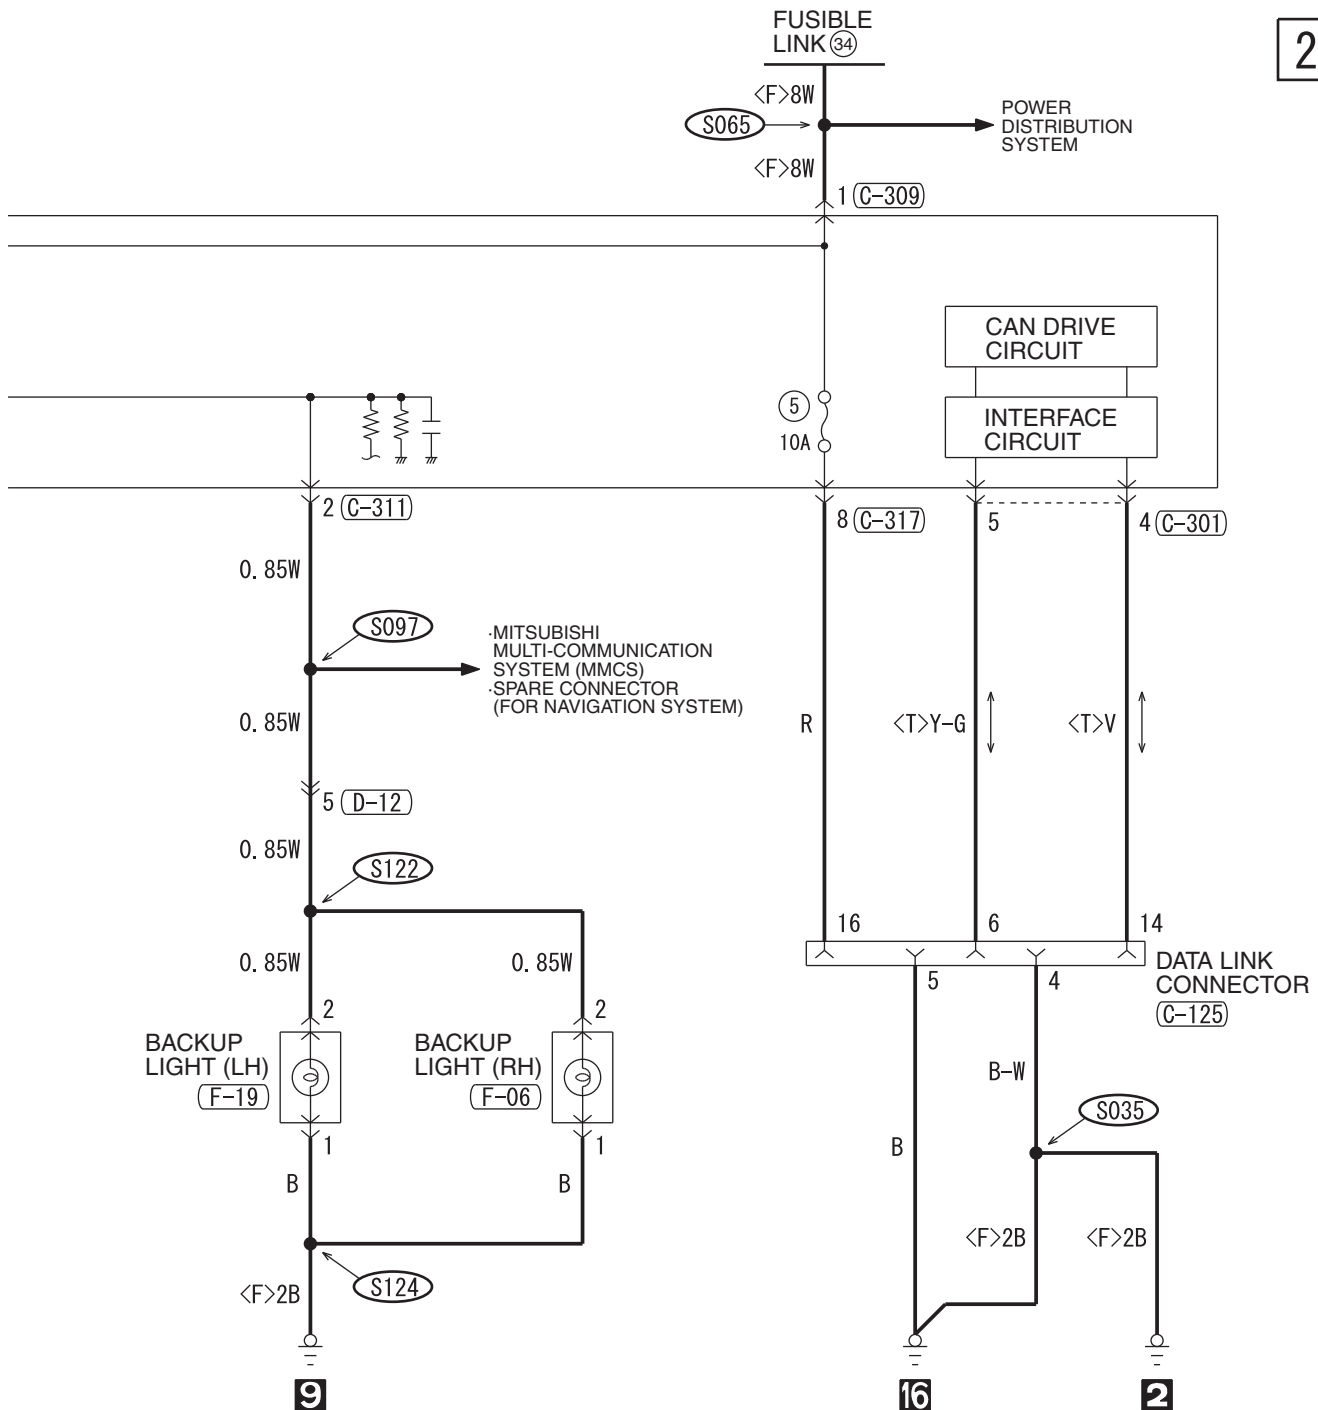 FUSIBLE
LINK 34
2
<F>8W
S065
POWER
DISTRIBUTION
SYSTEM
<F>8W
1 C-309
CAN DRIVE
CIRCUIT
5
10A
INTERFACE
CIRCUIT
2 C-311
8 C-317
5
4 C-301
0.85W
S097
·MITSUBISHI
MULTI-COMMUNICATION
SYSTEM (MMCS)
·SPARE CONNECTOR
(FOR NAVIGATION SYSTEM)
0.85W
R
<T>Y-G
<T>V
5 D-12
0.85W
S122
16
6
14
0.85W
0.85W
DATA LINK
CONNECTOR
C-125
5
4
2
2
BACKUP
LIGHT (LH)
F-19
BACKUP
LIGHT (RH)
F-06
B-W
S035
1
1
B
B
B
<F>2B
<F>2B
S124
<F>2B
9
16
2